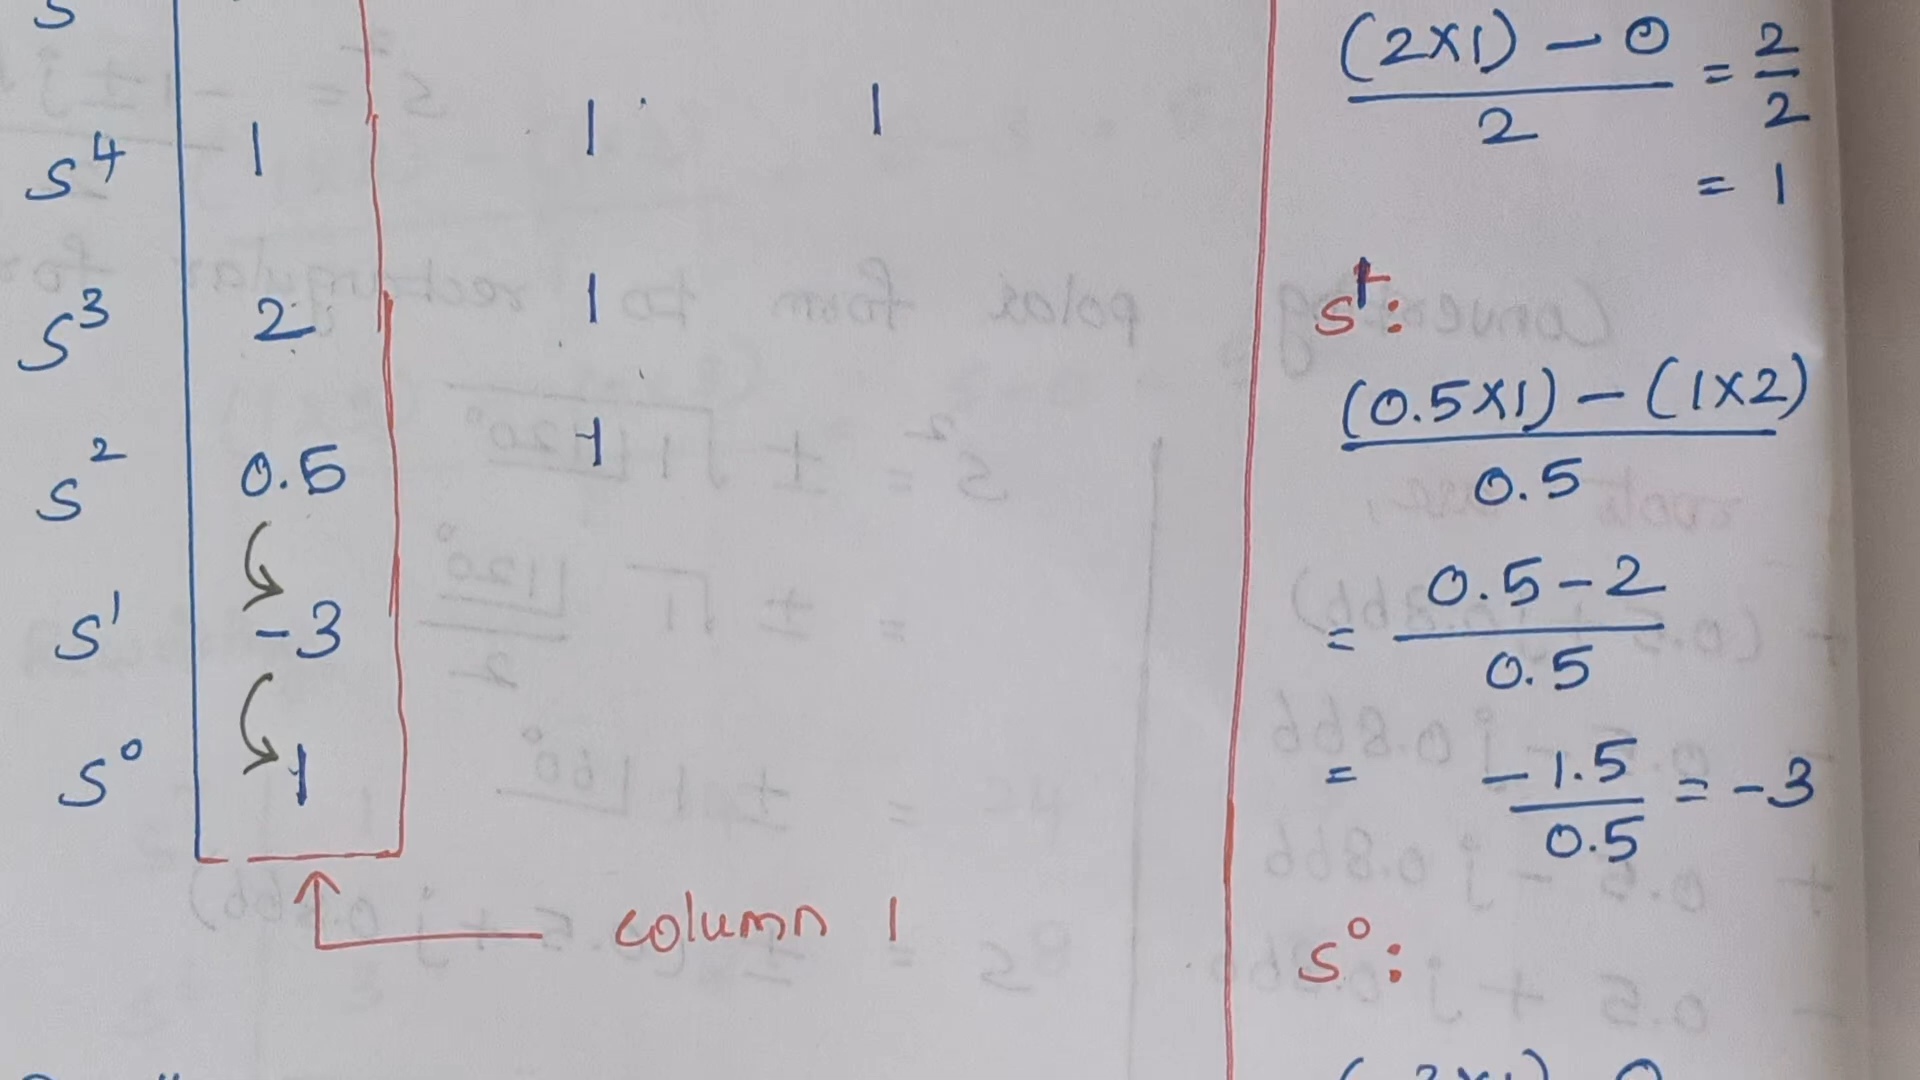 s⁴ 1 1 1
s³ 2 1
s² 0.5 1
s¹ -3
s⁰ 1
column 1
(2×1) - 0 / 2 = 2/2
= 1
s¹:
(0.5×1) - (1×2) / 0.5
= 0.5 - 2 / 0.5
= -1.5 / 0.5 = -3
s⁰: